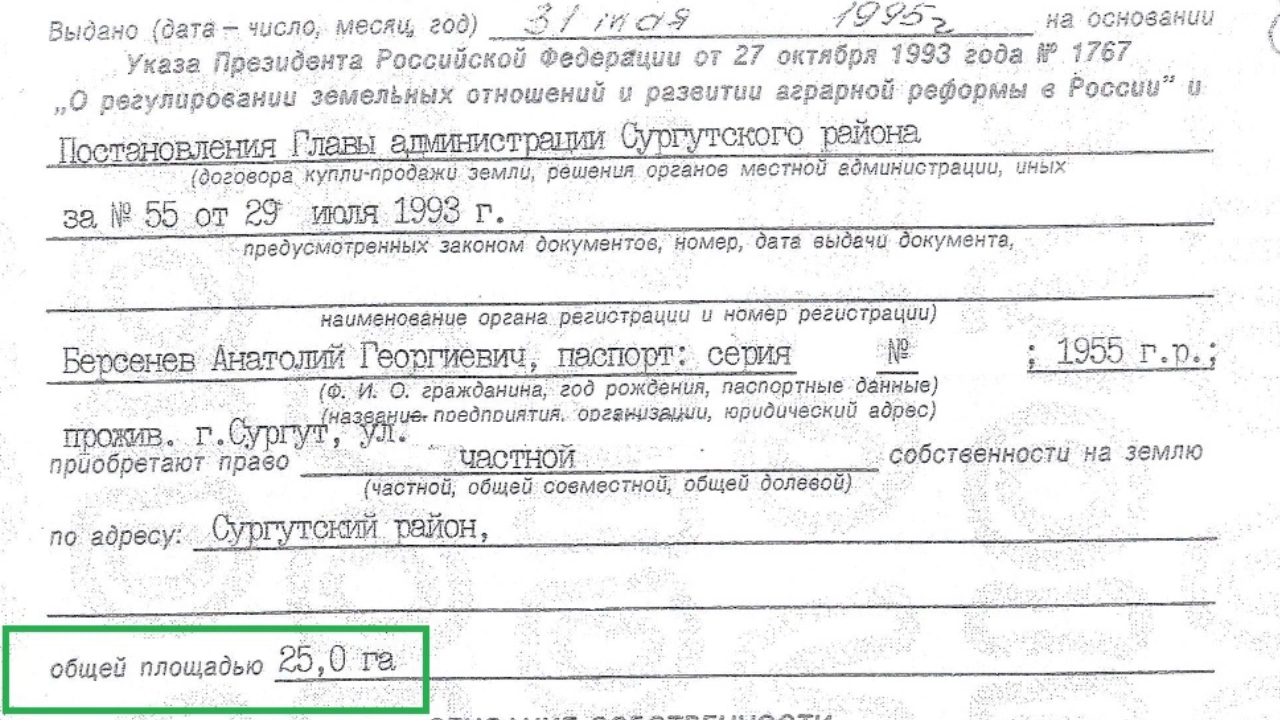 Выдано (дата – число, месяц, год) 31 мая 1995г на основании
Указа Президента Российской Федерации от 27 октября 1993 года № 1767
„О регулировании земельных отношений и развитии аграрной реформы в России” и
Постановления Главы администрации Сургутского района
(договора купли-продажи земли, решения органов местной администрации, иных
за № 55 от 29 июля 1993 г.
предусмотренных законом документов, номер, дата выдачи документа,
наименование органа регистрации и номер регистрации)
Берсенев Анатолий Георгиевич, паспорт: серия № ; 1955 г.р.;
(Ф. И. О. гражданина, год рождения, паспортные данные)
(название предприятия, организации, юридический адрес)
прожив. г.Сургут, ул.
приобретают право частной собственности на землю
(частной, общей совместной, общей долевой)
по адресу: Сургутский район,
общей площадью 25,0 га